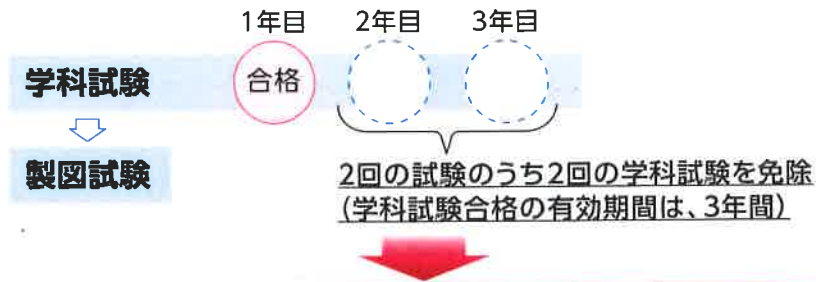 1年目 2年目 3年目
学科試験 合格
製図試験
2回の試験のうち2回の学科試験を免除
(学科試験合格の有効期間は、3年間)